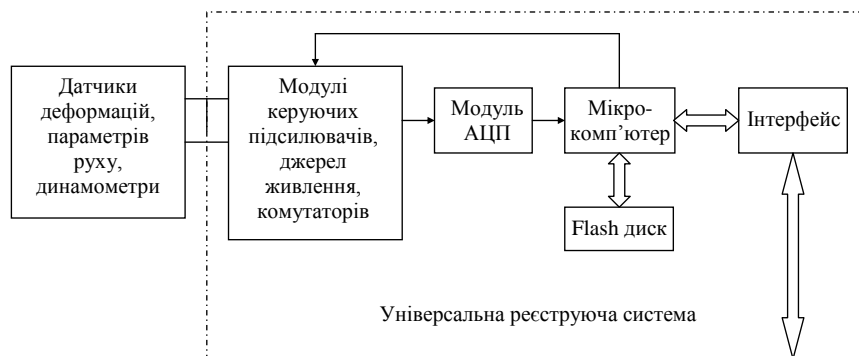 Датчики
деформацій,
параметрів
руху,
динамометри
Модулі
керуючих
підсилювачів,
джерел
живлення,
комутаторів
Модуль
АЦП
Мікро-
комп’ютер
Інтерфейс
Flash диск
Універсальна реєструюча система